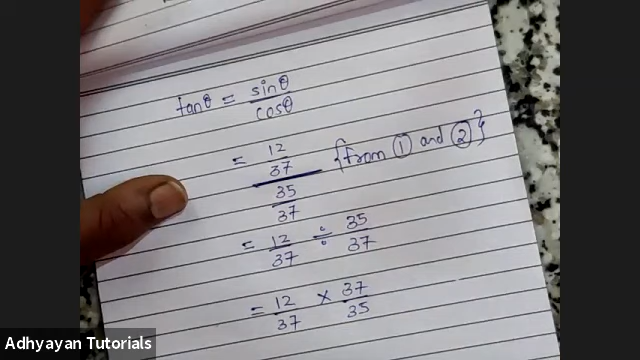 tanθ = sinθ/cosθ
= 12/37 / 35/37 {from ① and ②}
= 12/37 ÷ 35/37
= 12/37 × 37/35
Adhyayan Tutorials